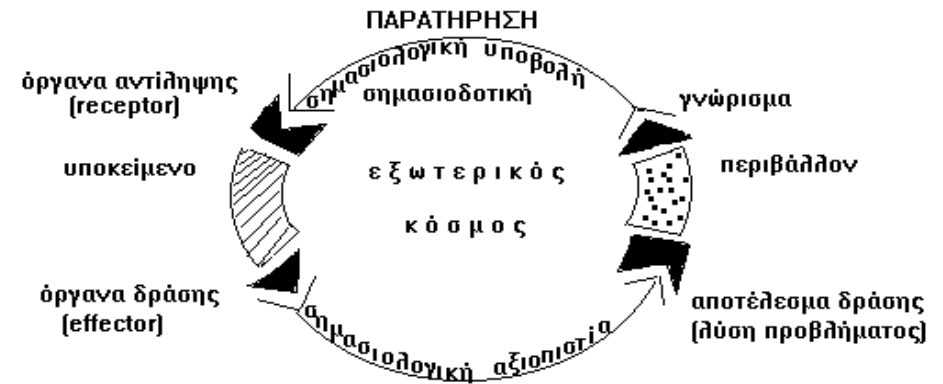 ΠΑΡΑΤΗΡΗΣΗ
σημασιολογική υποβολή
όργανα αντίληψης
(receptor)
σημασιοδοτική
γνώρισμα
υποκείμενο
εξωτερικός
περιβάλλον
κόσμος
όργανα δράσης
(effector)
αποτέλεσμα δράσης
(λύση προβλήματος)
σημασιολογική αξιοπιστία